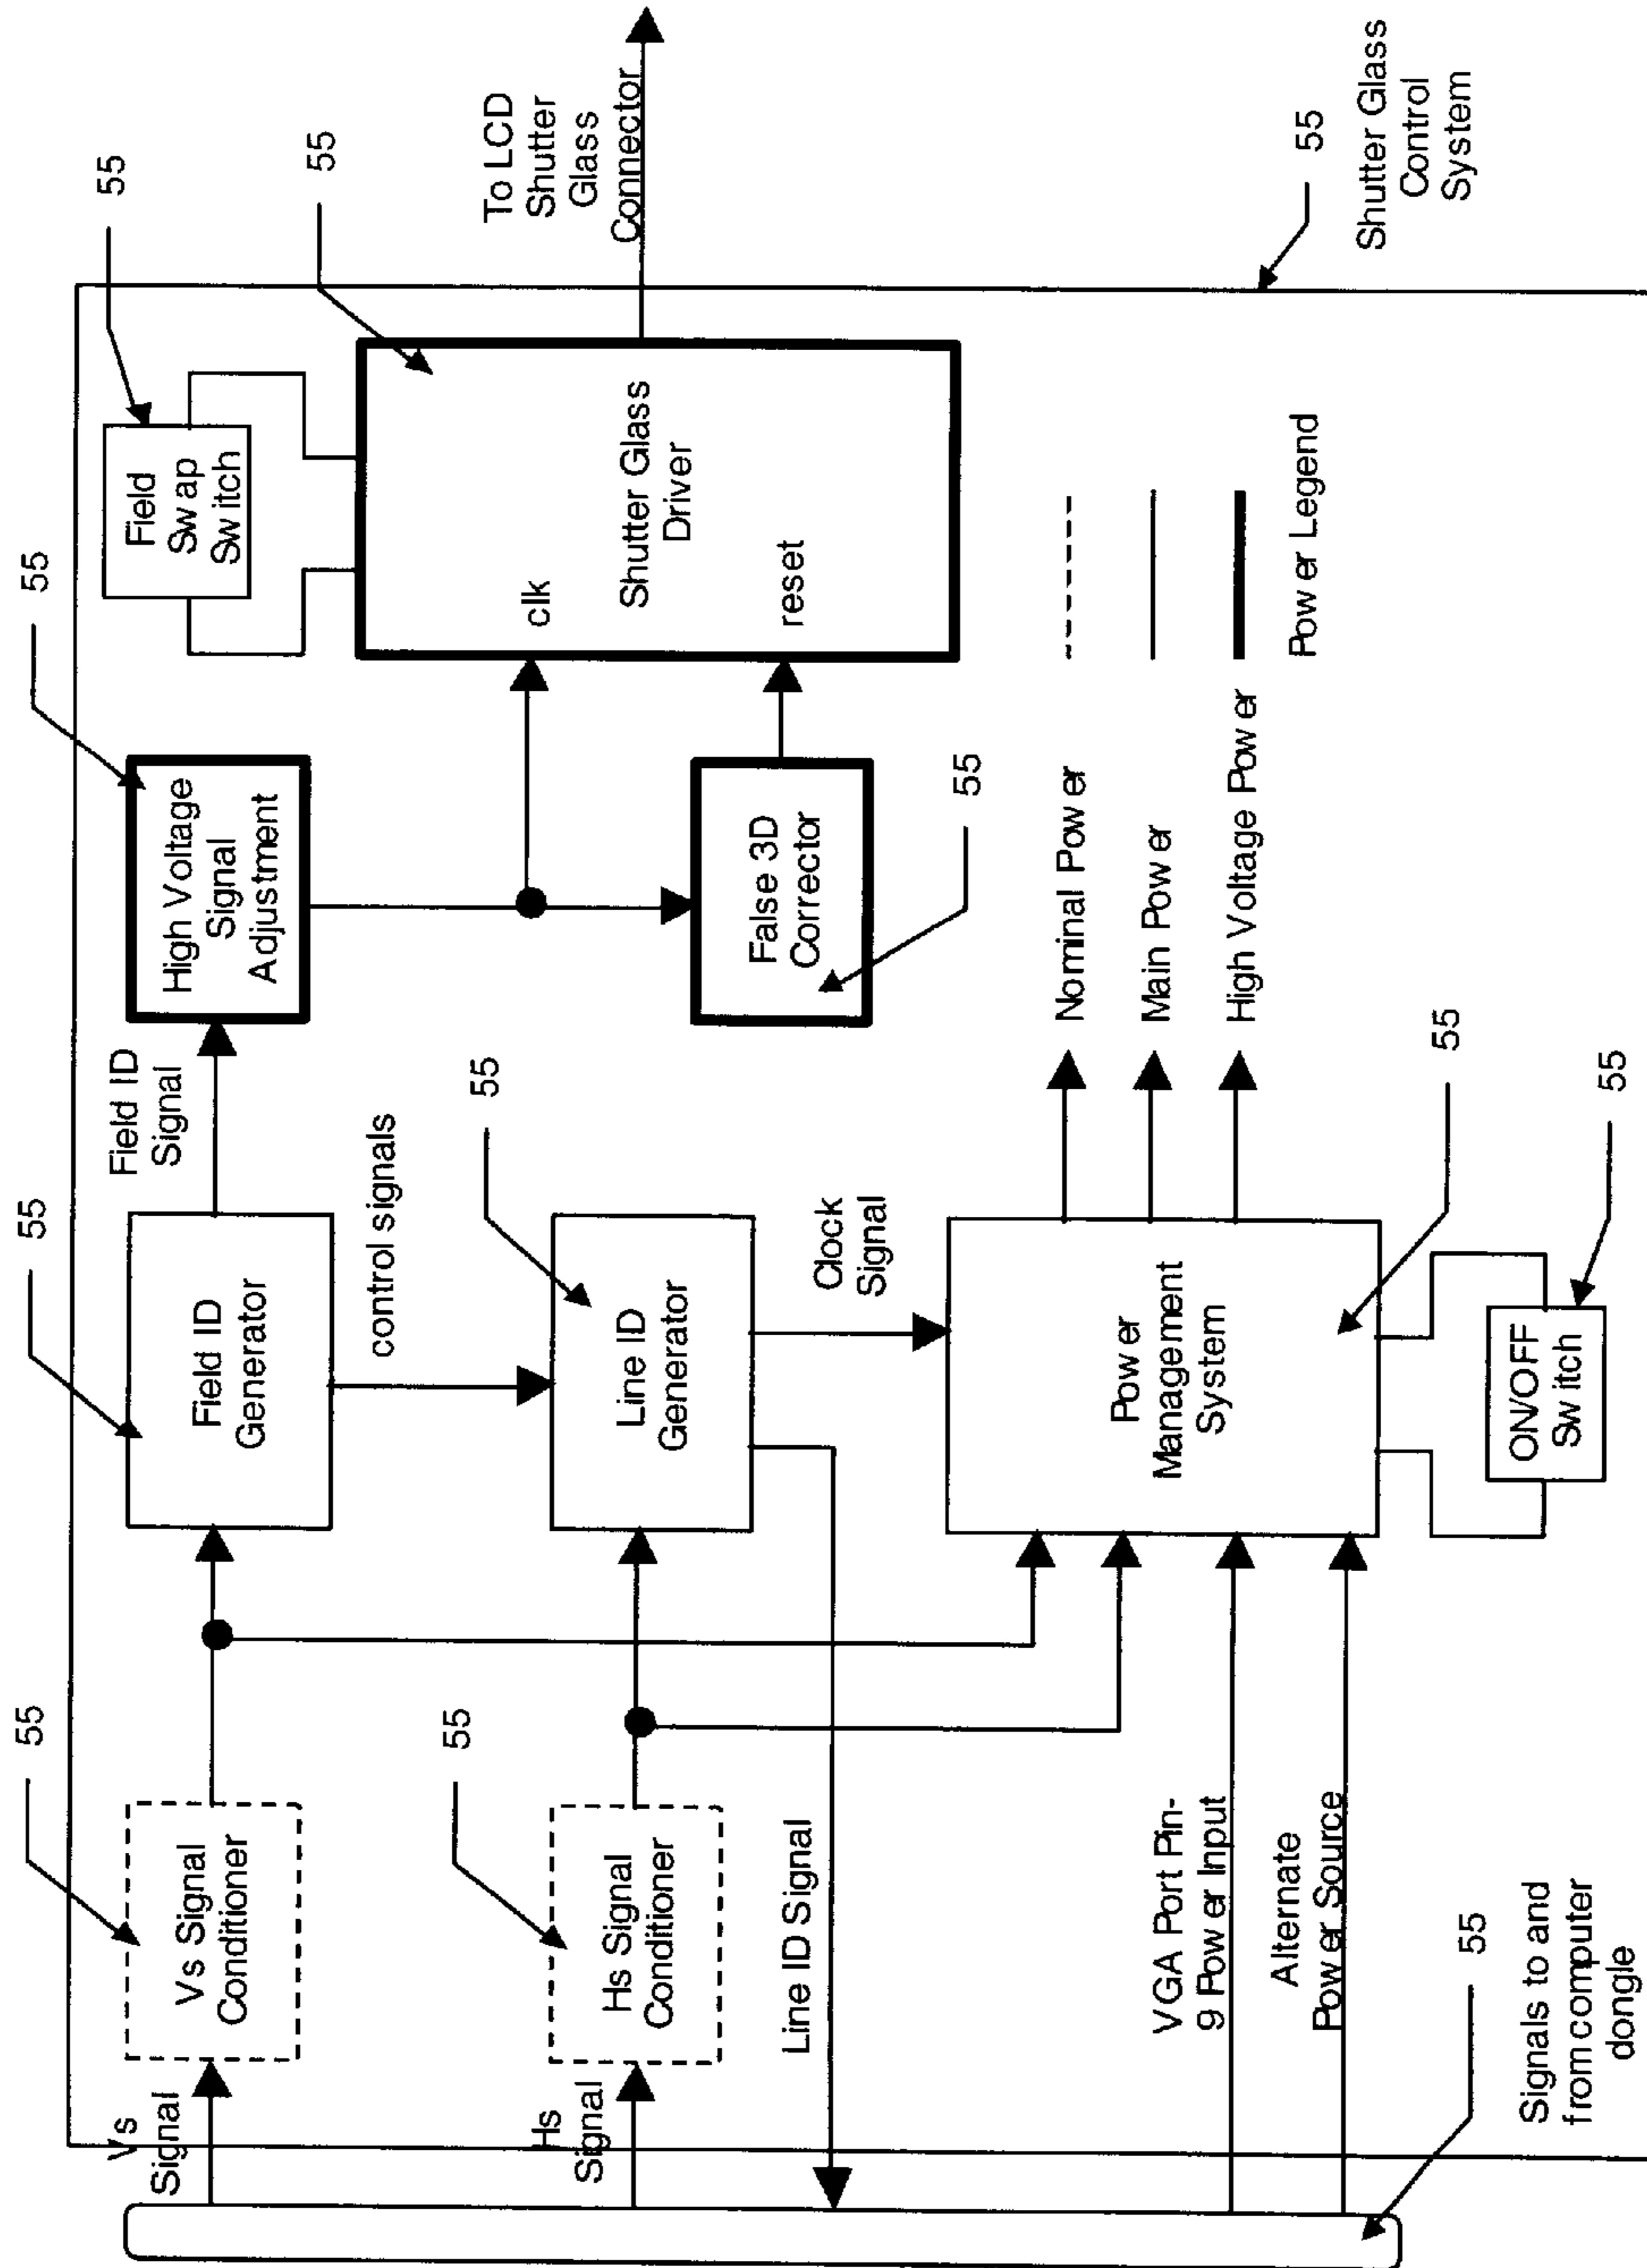 55
Vs Signal
Conditioner
Vs
Signal
55
Field ID
Generator
Field ID
Signal
55
High Voltage
Signal
Adjustment
55
Field
Swap
Switch
55
To LCD
Shutter
Glass
Connector
clk
Shutter Glass
Driver
reset
control signals
55
Hs Signal
Conditioner
Hs
Signal
55
Line ID
Generator
Line ID Signal
Clock
Signal
False 3D
Corrector
55
VGA Port Pin-
9 Power Input
Alternate
Power Source
Power
Management
System
55
ON/OFF
Switch
55
Nominal Power
Main Power
High Voltage Power
Power Legend
55
Signals to and
from computer
dongle
55
Shutter Glass
Control
System